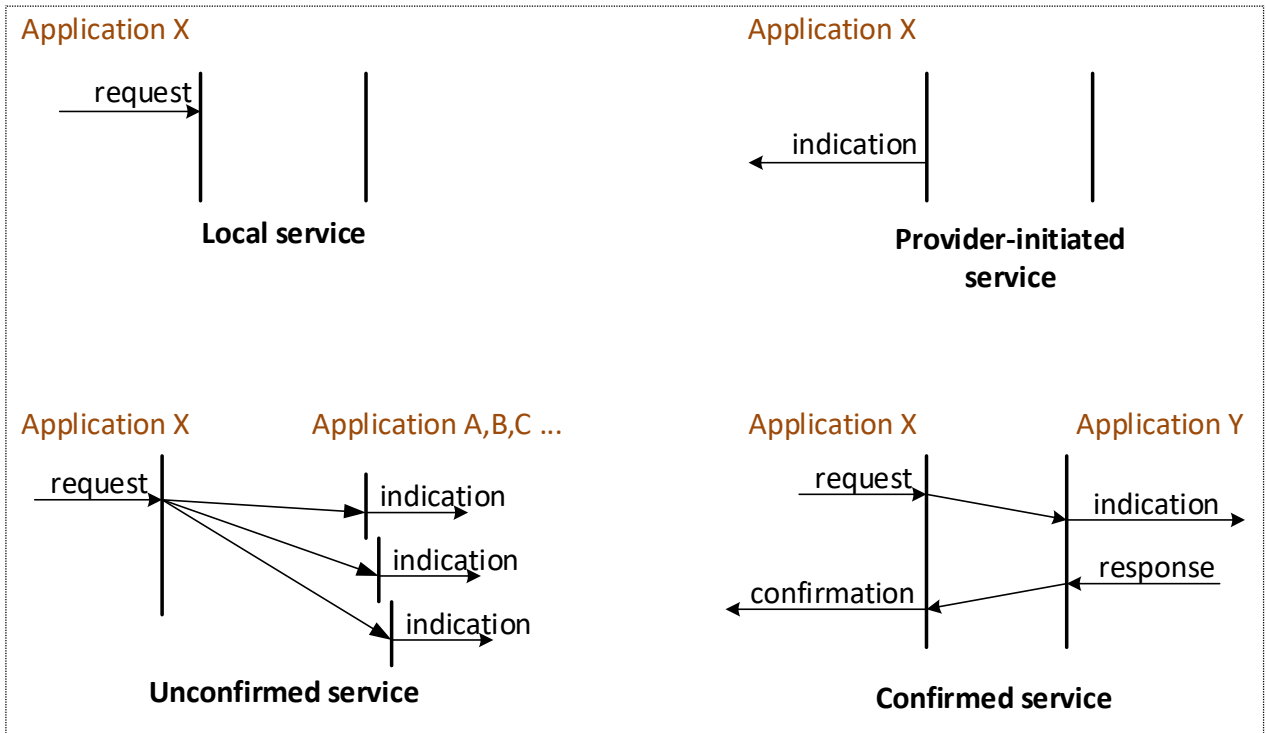 Application X
request
Local service
Application X
indication
Provider-initiated
service
Application X
Application A,B,C ...
request
indication
indication
indication
Unconfirmed service
Application X
Application Y
request
indication
response
confirmation
Confirmed service